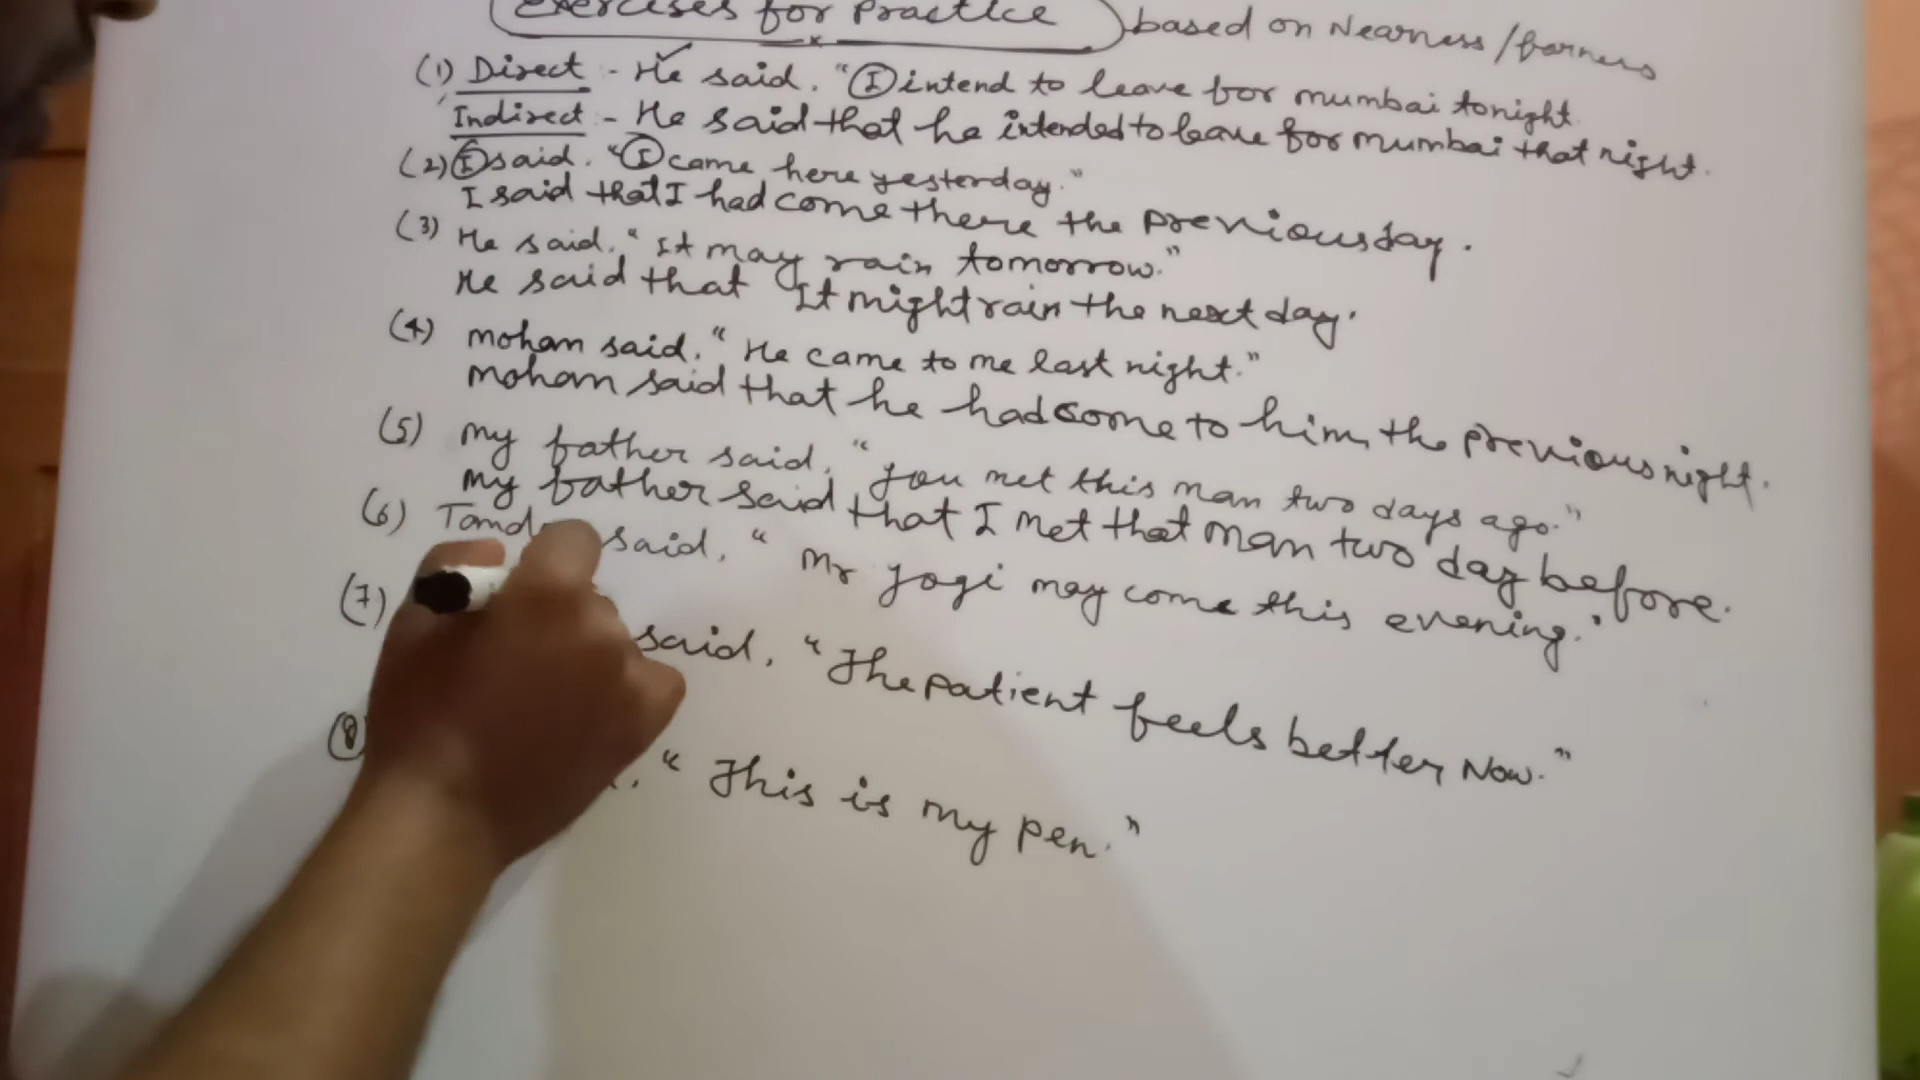 Exercises for Practice based on Nearness/farness
(1) Direct - He said. "I intend to leave for mumbai tonight.
Indirect - He said that he intended to leave for mumbai that night.
(2) I said. "I came here yesterday."
I said that I had come there the previous day.
(3) He said. "It may rain tomorrow."
He said that It might rain the next day.
(4) mohan said. "He came to me last night."
mohan said that he had come to him the previous night.
(5) my father said. "you met this man two days ago."
my father said that I met that man two day before.
(6) said. "Mr yogi may come this evening."
(7) said. "The patient feels better Now."
(8) "This is my pen."